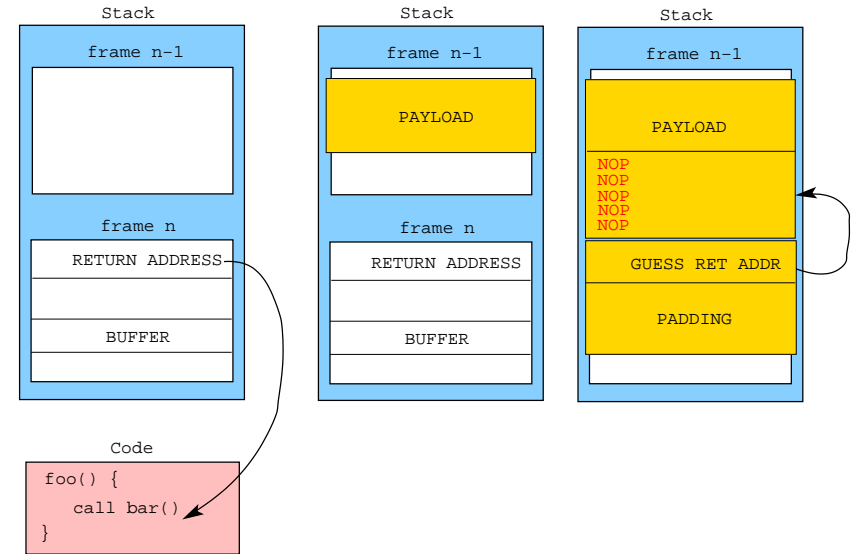 Stack
frame n-1
frame n
RETURN ADDRESS
BUFFER
Code
foo() {
call bar()
}
Stack
frame n-1
PAYLOAD
frame n
RETURN ADDRESS
BUFFER
Stack
frame n-1
PAYLOAD
NOP
NOP
NOP
NOP
NOP
GUESS RET ADDR
PADDING